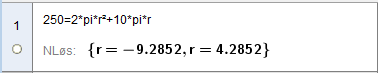 1
250=2*pi*r²+10*pi*r
NLøs: {r = −9.2852, r = 4.2852}